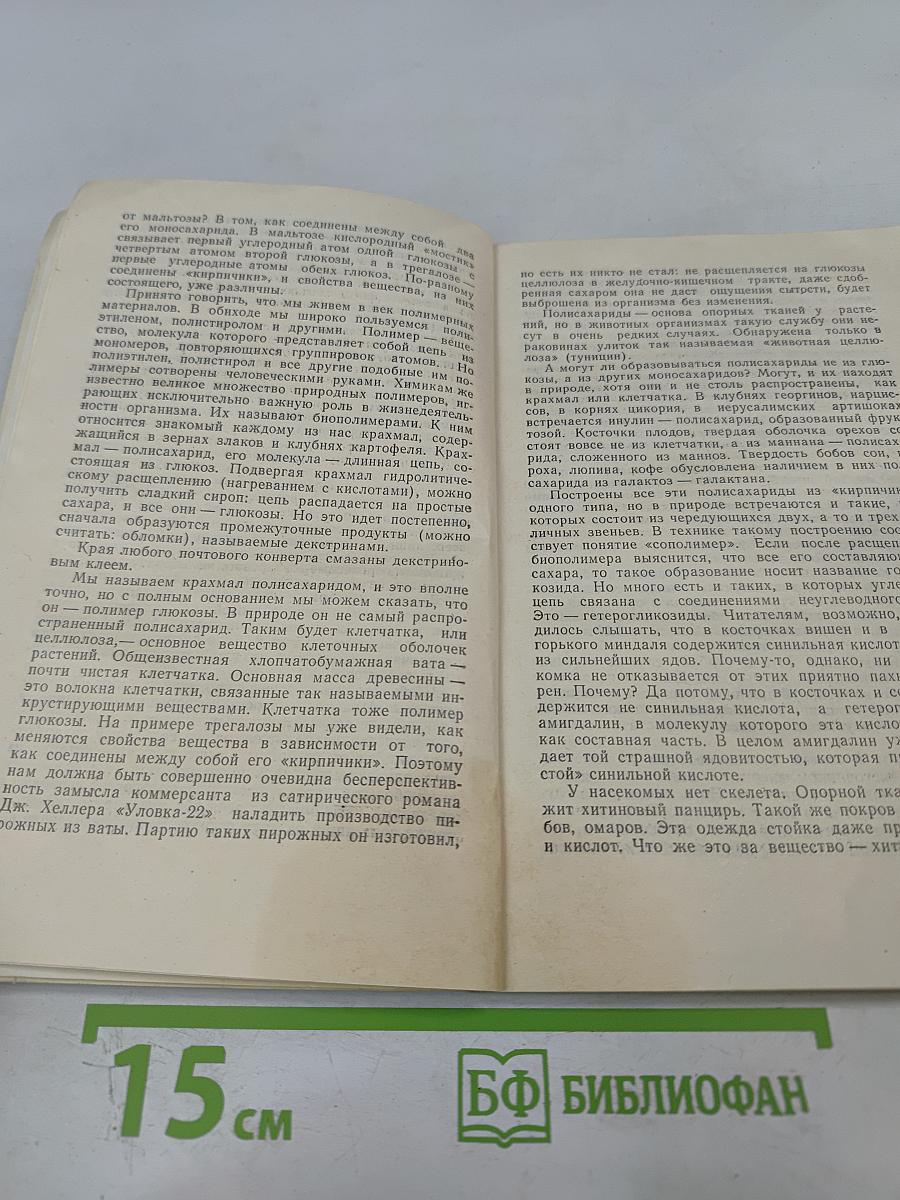 от мальтозы? В том, как соединены между собой два
его моносахарида. В мальтозе кислородный «мостик»
связывает первый углеродный атом одной глюкозы с
четвертым атомом второй глюкозы, а в трегалозе —
первые углеродные атомы обеих глюкоз. По-разному
соединены «кирпичики», и свойства вещества, из них
состоящего, уже различны.
Принято говорить, что мы живем в век полимерных
материалов. В обиходе мы широко пользуемся поли-
этиленом, полистиролом и другими. Полимер — веще-
ство, молекула которого представляет собой цепь из
мономеров, повторяющихся группировок атомов. Но
полиэтилен, полистирол и все другие подобные им по-
лимеры сотворены человеческими руками. Химикам же
известно великое множество природных полимеров, иг-
рающих исключительно важную роль в жизнедеятель-
ности организма. Их называют биополимерами. К ним
относится знакомый каждому из нас крахмал, содер-
жащийся в зернах злаков и клубнях картофеля. Крах-
мал — полисахарид, его молекула — длинная цепь, со-
стоящая из глюкоз. Подвергая крахмал гидролитиче-
скому расщеплению (нагреванием с кислотами), можно
получить сладкий сироп: цепь распадается на простые
сахара, и все они — глюкозы. Но это идет постепенно,
сначала образуются промежуточные продукты (можно
считать: обломки), называемые декстринами.
Края любого почтового конверта смазаны декстрино-
вым клеем.
Мы называем крахмал полисахаридом, и это вполне
точно, но с полным основанием мы можем сказать, что
он — полимер глюкозы. В природе он не самый распро-
страненный полисахарид. Таким будет клетчатка, или
целлюлоза,— основное вещество клеточных оболочек
растений. Общеизвестная хлопчатобумажная вата —
почти чистая клетчатка. Основная масса древесины —
это волокна клетчатки, связанные так называемыми ин-
крустирующими веществами. Клетчатка тоже полимер
глюкозы. На примере трегалозы мы уже видели, как
меняются свойства вещества в зависимости от того,
как соединены между собой его «кирпичики». Поэтому
нам должна быть совершенно очевидна бесперспектив-
ность замысла коммерсанта из сатирического романа
Дж. Хеллера «Уловка-22» наладить производство пи-
рожных из ваты. Партию таких пирожных он изготовил,
но есть их никто не стал: не расщепляется на глюкозы
целлюлоза в желудочно-кишечном тракте, даже сдоб-
ренная сахаром она не даст ощущения сытости, будет
выброшена из организма без изменения.
Полисахариды — основа опорных тканей у расте-
ний, но в животных организмах такую службу они не-
сут в очень редких случаях. Обнаружена только в
раковинах улиток так называемая «животная целлю-
лоза» (туницин).
А могут ли образовываться полисахариды не из глю-
козы, а из других моносахаридов? Могут, и их находят
в природе, хотя они и не столь распространены, как
крахмал или клетчатка. В клубнях георгинов, нарцис-
сов, в корнях цикория, в иерусалимских артишоках
встречается инулин — полисахарид, образованный фрук
тозой. Косточки плодов, твердая оболочка орехов со
стоят вовсе не из клетчатки, а из маннана — полисах
рида, сложенного из манноз. Твердость бобов сои,
роха, люпина, кофе обусловлена наличием в них по
сахарида из галактоз — галактана.
Построены все эти полисахариды из «кирпичик
одного типа, но в природе встречаются и такие,
которых состоит из чередующихся двух, а то и трех
личных звеньев. В технике такому построению соо
ствует понятие «сополимер». Если после расщеп
биополимера выяснится, что все его составляющ
сахара, то такое образование носит название го
козида. Но много есть и таких, в которых угле
цепь связана с соединениями неуглеводног
Это — гетерогликозиды. Читателям, возможно,
дилось слышать, что в косточках вишен и в
горького миндаля содержится синильная кислот
из сильнейших ядов. Почему-то, однако, ни
комка не отказывается от этих приятно пах
рен. Почему? Да потому, что в косточках и с
держится не синильная кислота, а гетерог
амигдалин, в молекулу которого эта кисло
как составная часть. В целом амигдалин уж
дает той страшной ядовитостью, которая п
стой» синильной кислоте.
У насекомых нет скелета. Опорной тка
жит хитиновый панцирь. Такой же покров
бов, омаров. Эта одежда стойка даже пр
и кислот. Что же это за вещество — хит
15 см
БФ БИБЛИОФАН